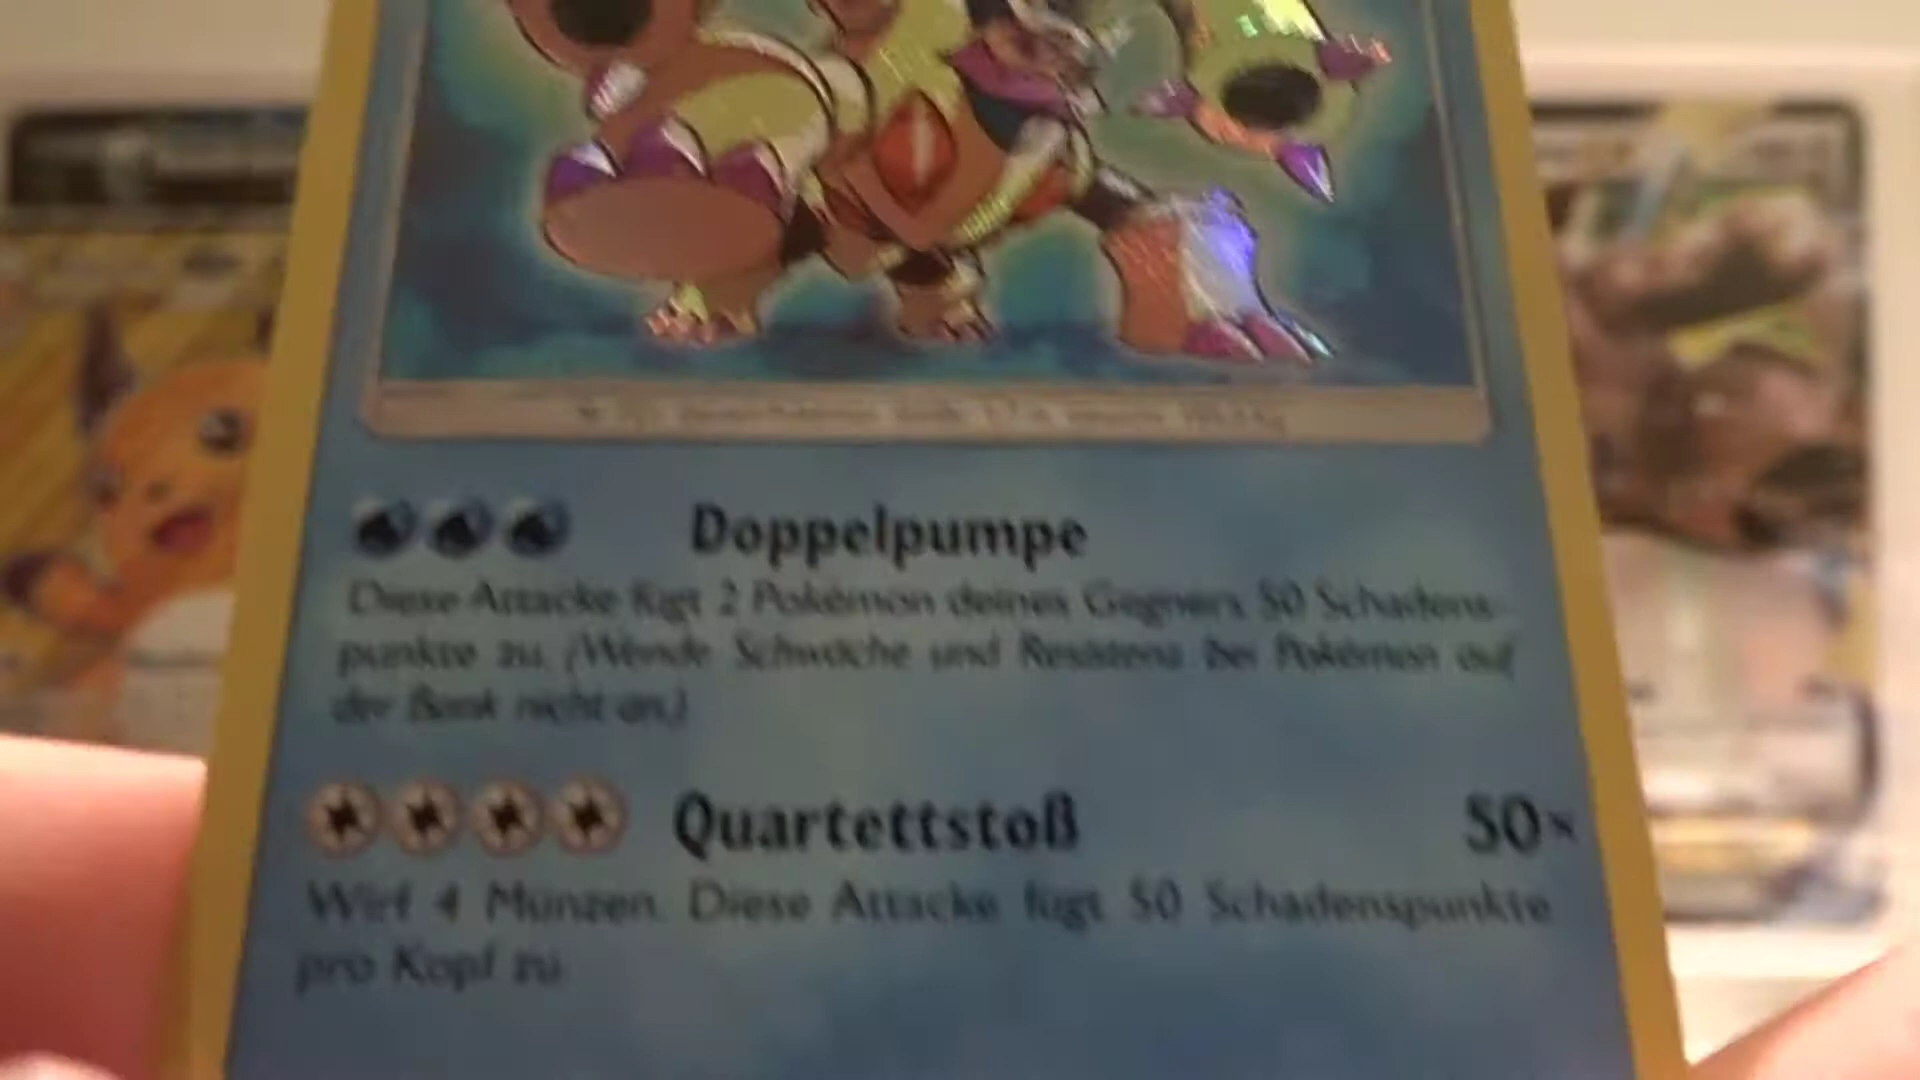 Doppelpumpe
Diese Attacke fügt 2 Pokémon deines Gegners 50 Schadens-
punkte zu. (Wende Schwäche und Resistenz bei Pokémon auf
der Bank nicht an.)
Quartettstoß 50×
Wirf 4 Münzen. Diese Attacke fügt 50 Schadenspunkte
pro Kopf zu.